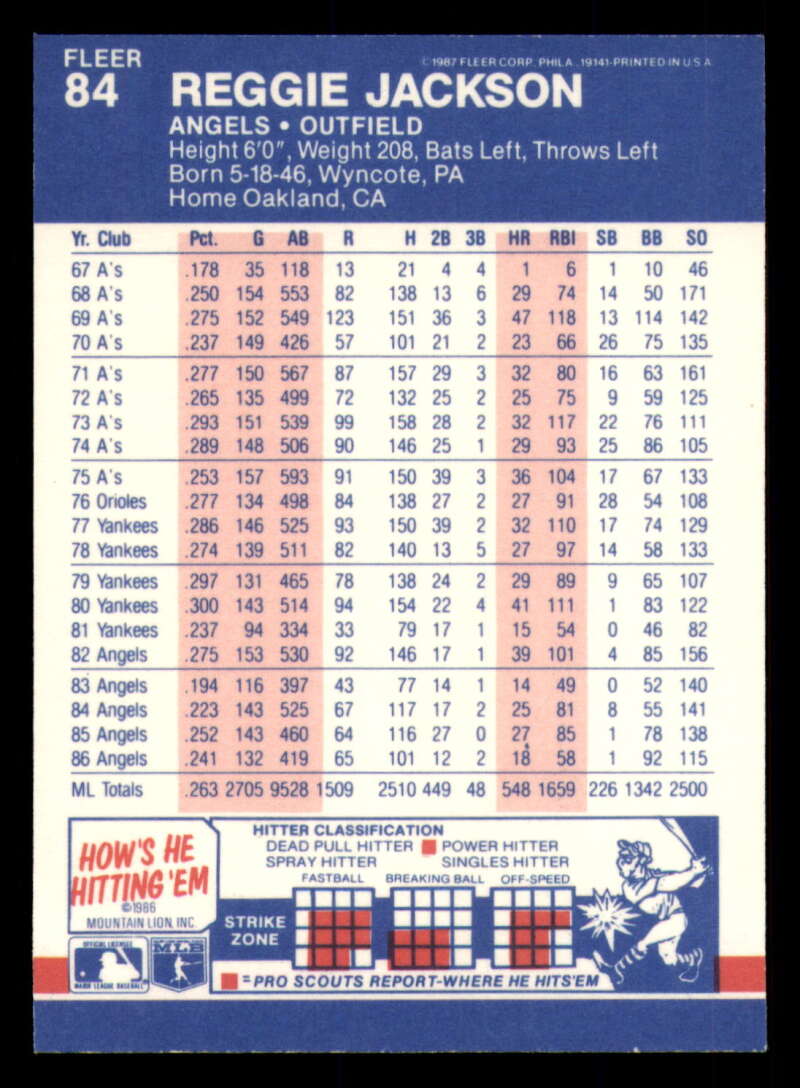 FLEER
84
©1987 FLEER CORP. PHILA., 19141-PRINTED IN U.S.A.
REGGIE JACKSON
ANGELS • OUTFIELD
Height 6'0", Weight 208, Bats Left, Throws Left
Born 5-18-46, Wyncote, PA
Home Oakland, CA
Yr. Club Pct. G AB R H 2B 3B HR RBI SB BB SO
67 A's .178 35 118 13 21 4 4 1 6 1 10 46
68 A's .250 154 553 82 138 13 6 29 74 14 50 171
69 A's .275 152 549 123 151 36 3 47 118 13 114 142
70 A's .237 149 426 57 101 21 2 23 66 26 75 135
71 A's .277 150 567 87 157 29 3 32 80 16 63 161
72 A's .265 135 499 72 132 25 2 25 75 9 59 125
73 A's .293 151 539 99 158 28 2 32 117 22 76 111
74 A's .289 148 506 90 146 25 1 29 93 25 86 105
75 A's .253 157 593 91 150 39 3 36 104 17 67 133
76 Orioles .277 134 498 84 138 27 2 27 91 28 54 108
77 Yankees .286 146 525 93 150 39 2 32 110 17 74 129
78 Yankees .274 139 511 82 140 13 5 27 97 14 58 133
79 Yankees .297 131 465 78 138 24 2 29 89 9 65 107
80 Yankees .300 143 514 94 154 22 4 41 111 1 83 122
81 Yankees .237 94 334 33 79 17 1 15 54 0 46 82
82 Angels .275 153 530 92 146 17 1 39 101 4 85 156
83 Angels .194 116 397 43 77 14 1 14 49 0 52 140
84 Angels .223 143 525 67 117 17 2 25 81 8 55 141
85 Angels .252 143 460 64 116 27 0 27 85 1 78 138
86 Angels .241 132 419 65 101 12 2 18 58 1 92 115
ML Totals .263 2705 9528 1509 2510 449 48 548 1659 226 1342 2500
HOW'S HE
HITTING 'EM
©1986
MOUNTAIN LION, INC.
HITTER CLASSIFICATION
DEAD PULL HITTER POWER HITTER
SPRAY HITTER SINGLES HITTER
FASTBALL BREAKING BALL OFF-SPEED
STRIKE
ZONE
OFFICIAL LICENSEE
MAJOR LEAGUE BASEBALL
MLB
=PRO SCOUTS REPORT-WHERE HE HITS'EM